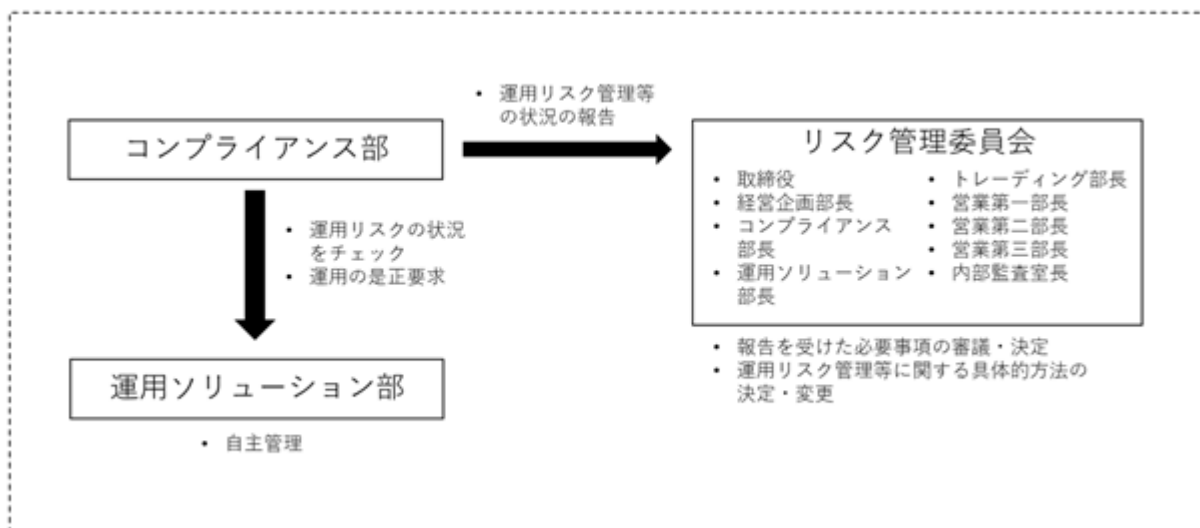 • 運用リスク管理等
の状況の報告
コンプライアンス部
リスク管理委員会
• 取締役
• 経営企画部長
• コンプライアンス
部長
• 運用ソリューション
部長
• トレーディング部長
• 営業第一部長
• 営業第二部長
• 営業第三部長
• 内部監査室長
• 運用リスクの状況
をチェック
• 運用の是正要求
• 報告を受けた必要事項の審議・決定
• 運用リスク管理等に関する具体的方法の
決定・変更
運用ソリューション部
• 自主管理